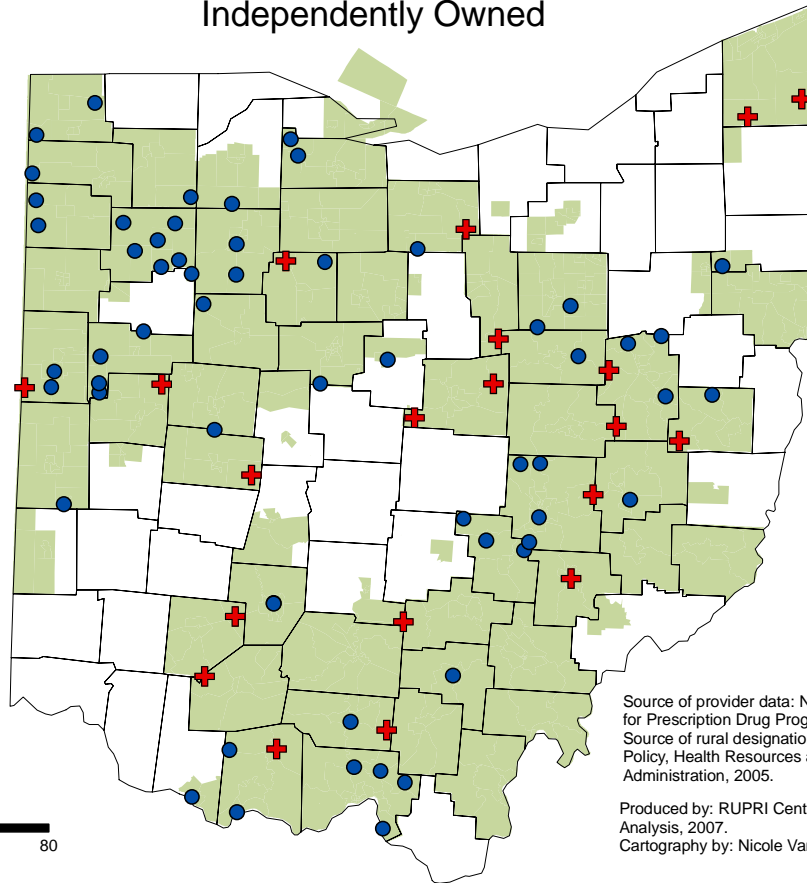 Independently Owned
Source of provider data: N
for Prescription Drug Prog
Source of rural designatio
Policy, Health Resources a
Administration, 2005.
Produced by: RUPRI Cent
Analysis, 2007.
Cartography by: Nicole Var
80